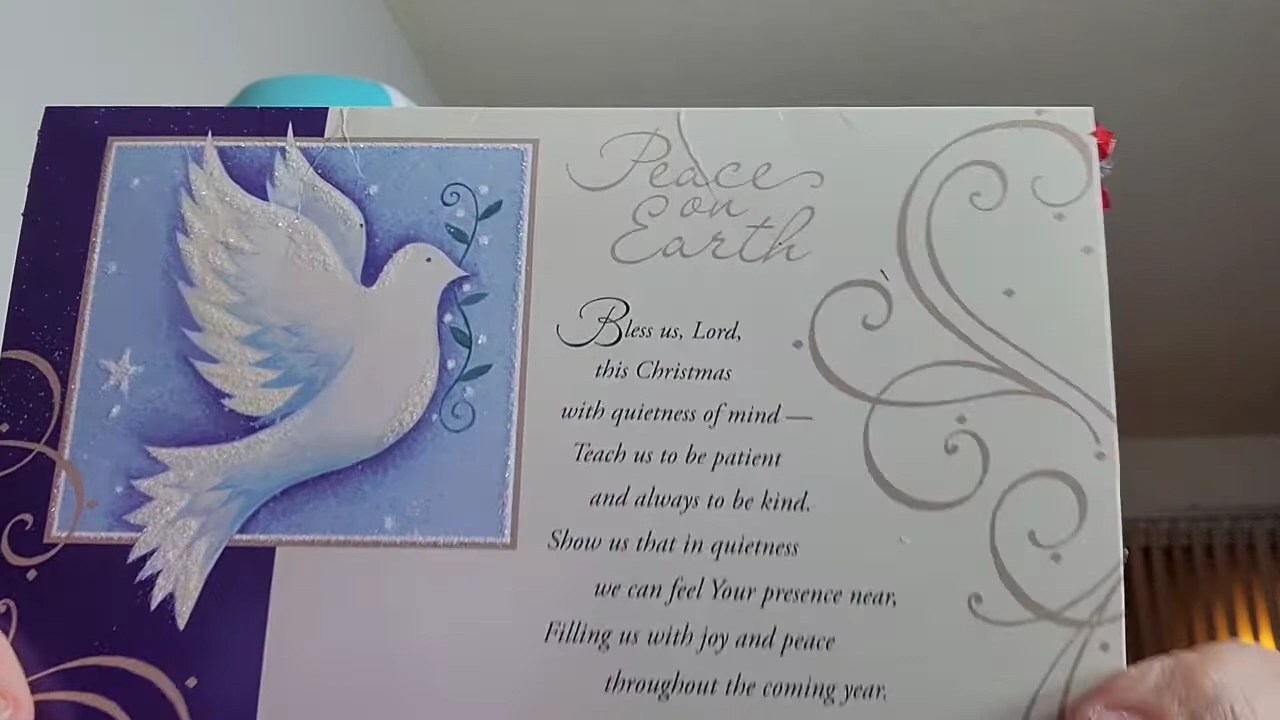 Peace
on
Earth
Bless us, Lord,
this Christmas
with quietness of mind —
Teach us to be patient
and always to be kind.
Show us that in quietness
we can feel Your presence near,
Filling us with joy and peace
throughout the coming year.